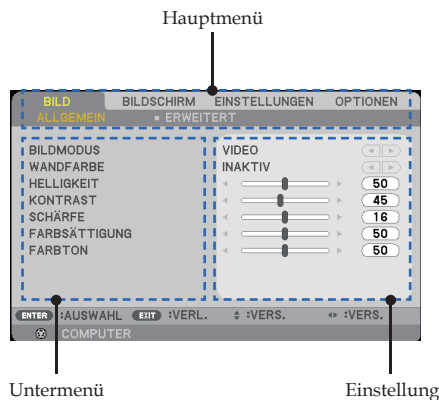 Hauptmenü
BILD BILDSCHIRM EINSTELLUNGEN OPTIONEN
ALLGEMEIN ERWEITERT
BILDMODUS VIDEO
WANDFARBE INAKTIV
HELLIGKEIT 50
KONTRAST 45
SCHÄRFE 16
FARBSÄTTIGUNG 50
FARBTON 50
ENTER :AUSWAHL EXIT :VERL. :VERS. :VERS.
COMPUTER
Untermenü Einstellung